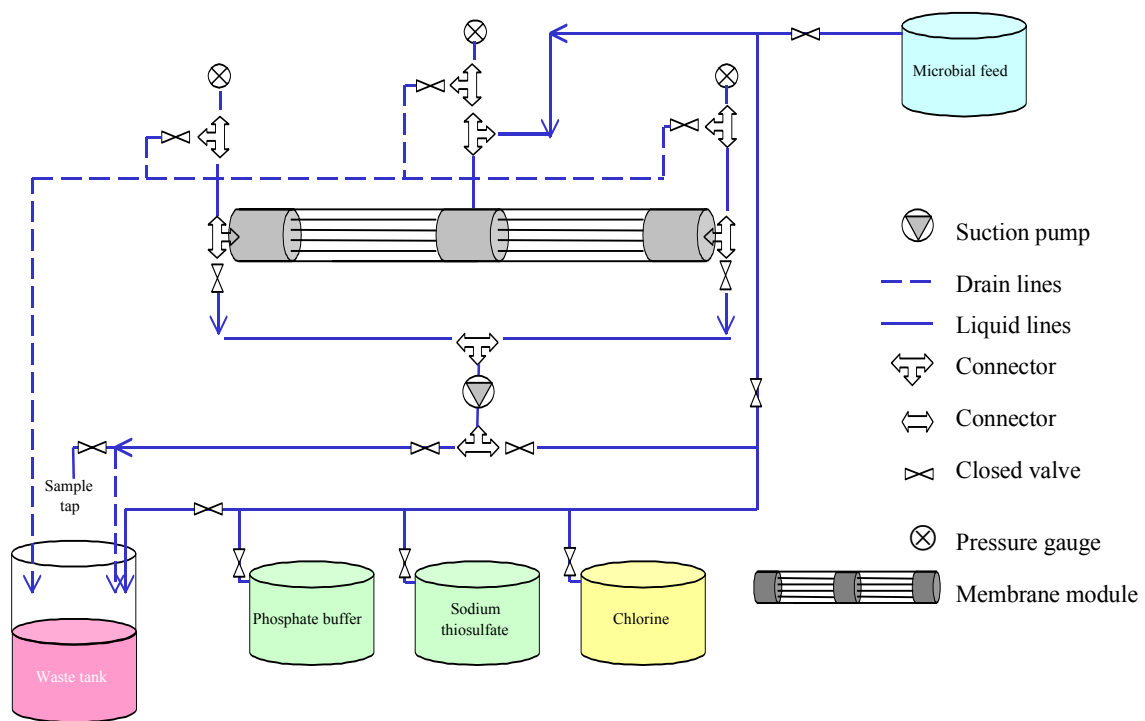 Microbial feed
Suction pump
Drain lines
Liquid lines
Connector
Connector
Closed valve
Pressure gauge
Membrane module
Sample
tap
Phosphate buffer
Sodium
thiosulfate
Chlorine
Waste tank